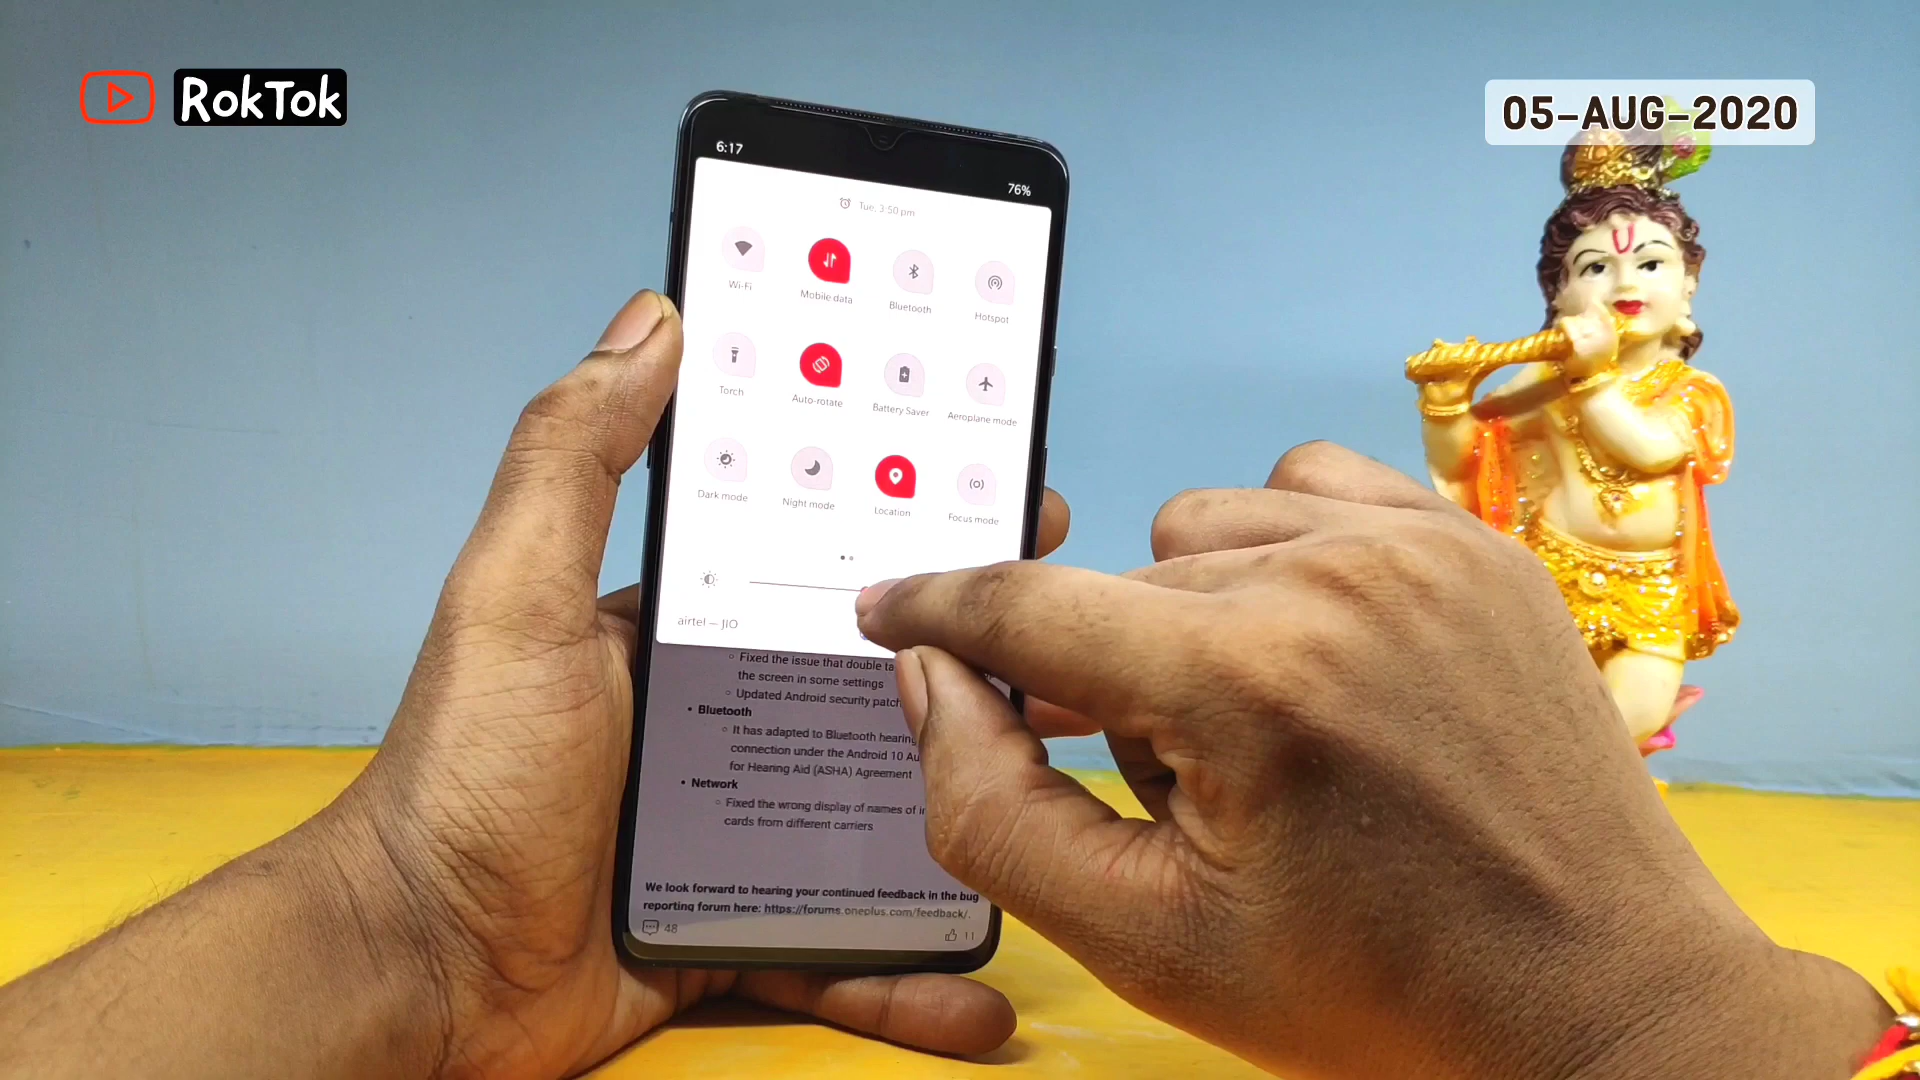 RokTok
05-AUG-2020
6:17
76%
Tue, 3:50 pm
Wi-Fi
Mobile data
Bluetooth
Hotspot
Torch
Auto-rotate
Battery Saver
Aeroplane mode
Dark mode
Night mode
Location
Focus mode
airtel — JIO
Fixed the issue that double
the screen in some settings
Updated Android security
Bluetooth
It has adapted to Bluetooth hearing
connection under the Android 10
for Hearing Aid (ASHA) Agreement
Network
Fixed the wrong display of names of
cards from different carriers
We look forward to hearing your continued feedback in the bug
reporting forum here: https://forums.oneplus.com/feedback/.
48
11